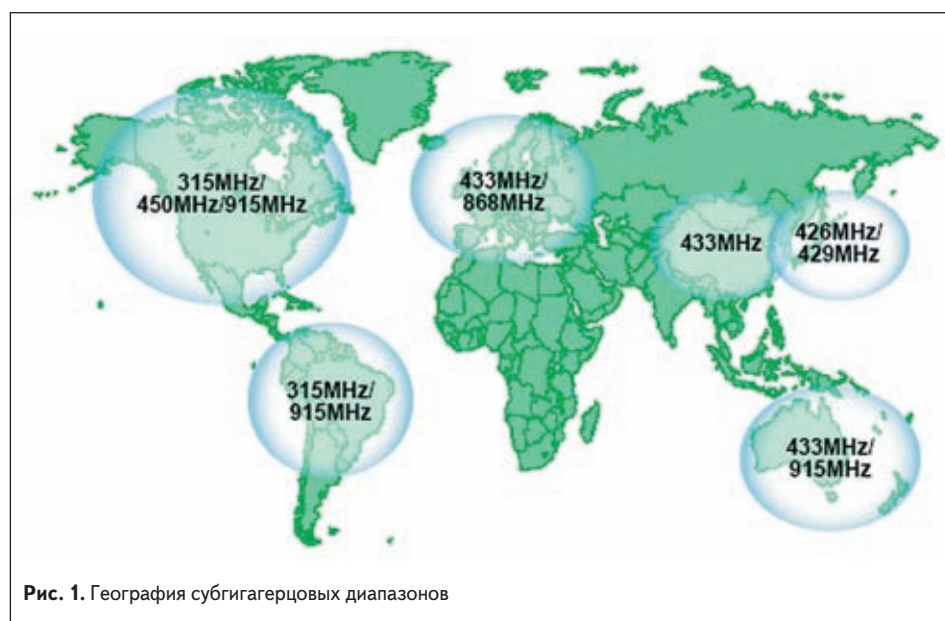 315MHz/
450MHz/915MHz
433MHz/
868MHz
433MHz
426MHz/
429MHz
315MHz/
915MHz
433MHz/
915MHz
Рис. 1. География субгигагерцовых диапазонов